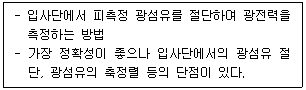 - 입사단에서 피측정 광섬유를 절단하여 광전력을
측정하는 방법
- 가장 정확성이 좋으나 입사단에서의 광섬유 절
단, 광섬유의 축정렬 등의 단점이 있다.